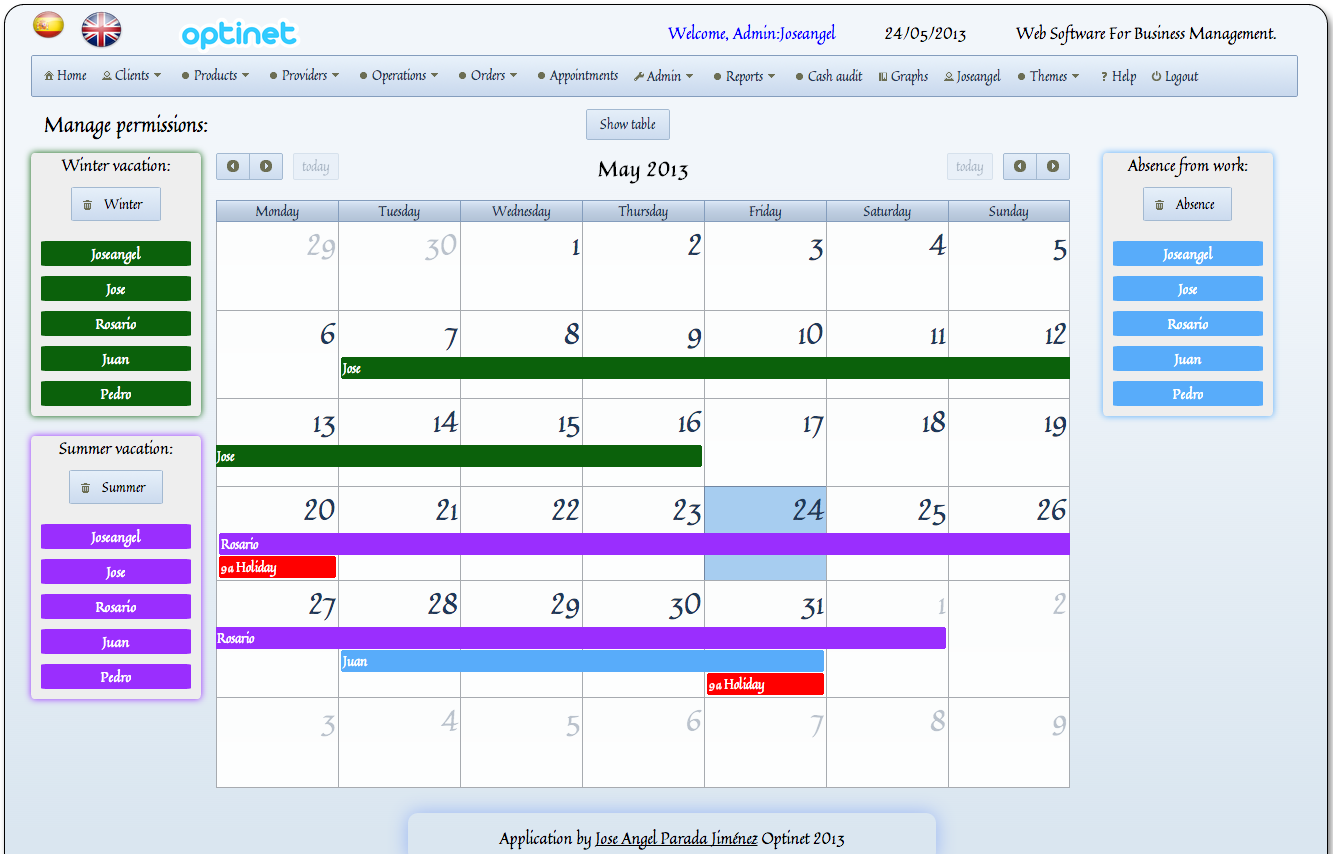 optinet Welcome, Admin:Joseangel 24/05/2013 Web Software For Business Management.
Home Clients Products Providers Operations Orders Appointments Admin Reports Cash audit Graphs Joseangel Themes ? Help Logout
Manage permissions: Show table
Winter vacation:
Winter
Joseangel
Jose
Rosario
Juan
Pedro
Summer vacation:
Summer
Joseangel
Jose
Rosario
Juan
Pedro
today May 2013 today
Monday Tuesday Wednesday Thursday Friday Saturday Sunday
29 30 1 2 3 4 5
6 7 8 9 10 11 12
Jose
13 14 15 16 17 18 19
Jose
20 21 22 23 24 25 26
Rosario
9a Holiday
27 28 29 30 31 1 2
Rosario
Juan
9a Holiday
3 4 5 6 7 8 9
Absence from work:
Absence
Joseangel
Jose
Rosario
Juan
Pedro
Application by Jose Angel Parada Jiménez Optinet 2013